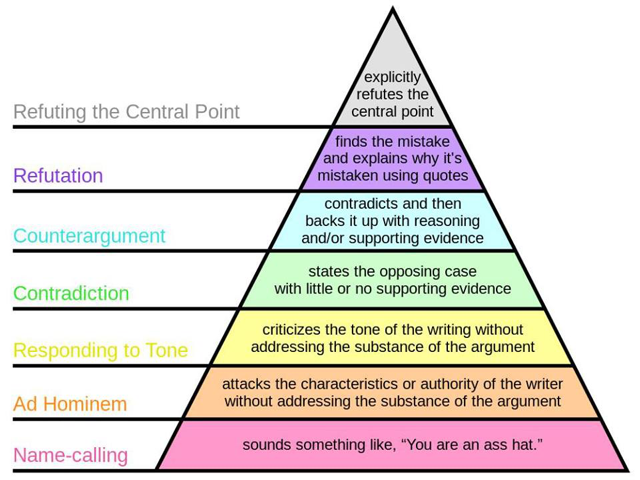 explicitly
refutes the
central point
Refuting the Central Point
finds the mistake
and explains why it's
mistaken using quotes
Refutation
contradicts and then
backs it up with reasoning
and/or supporting evidence
Counterargument
states the opposing case
with little or no supporting evidence
Contradiction
criticizes the tone of the writing without
addressing the substance of the argument
Responding to Tone
attacks the characteristics or authority of the writer
without addressing the substance of the argument
Ad Hominem
sounds something like, “You are an ass hat.”
Name-calling